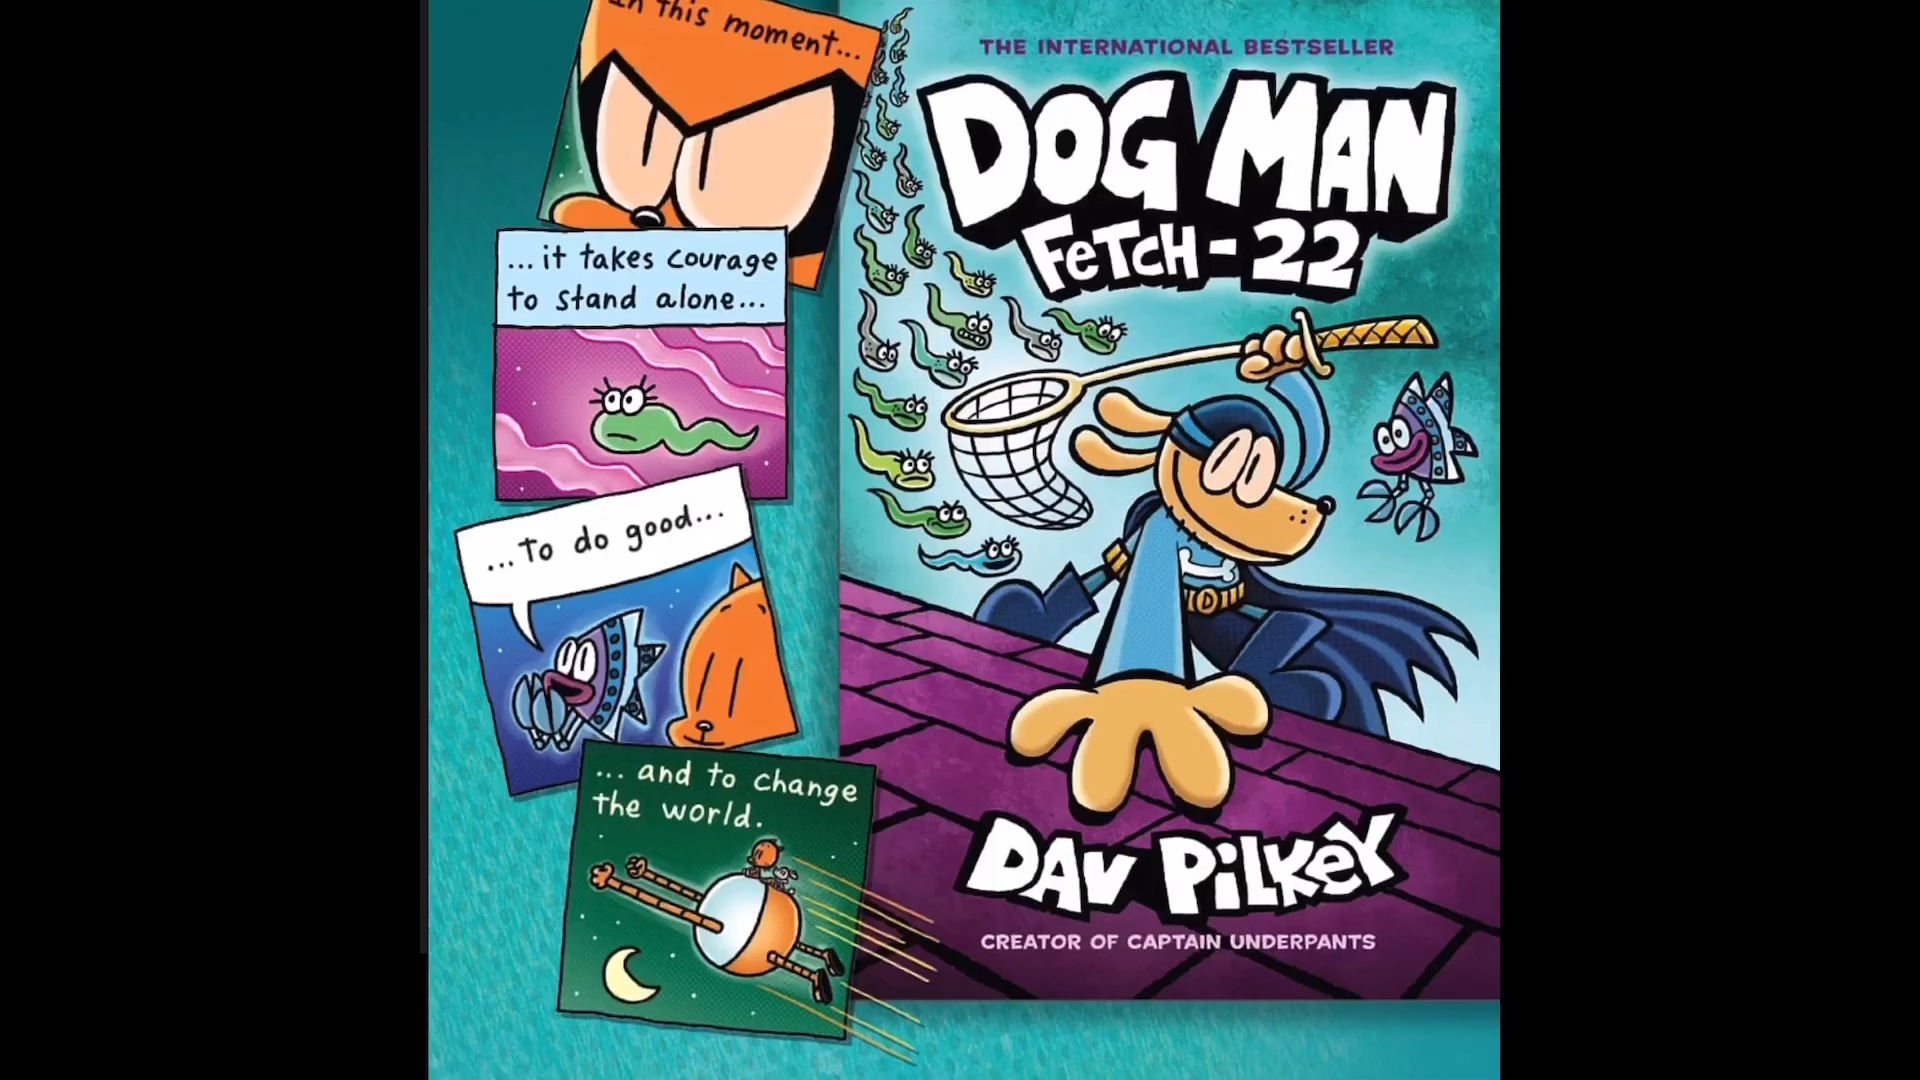 In this moment...
...it takes courage
to stand alone...
...To do good...
... and to change
the world.
THE INTERNATIONAL BESTSELLER
DOG MAN
FeTCH-22
D
DAV PiLKeY
CREATOR OF CAPTAIN UNDERPANTS